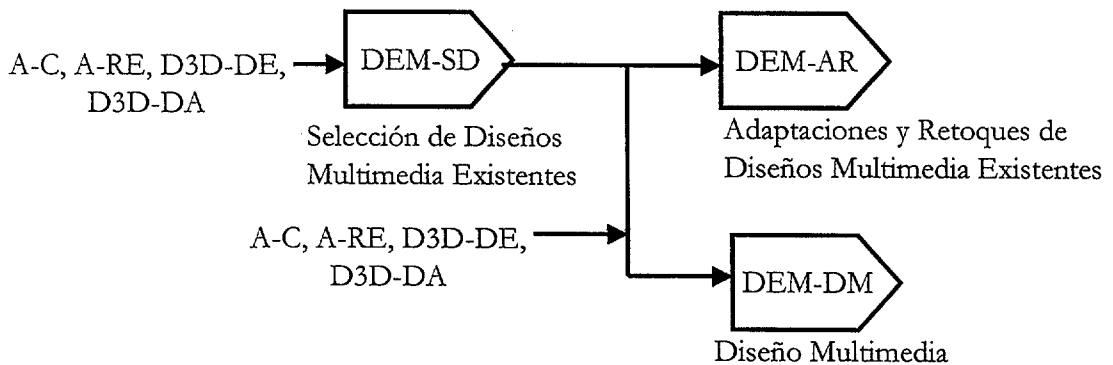 A-C, A-RE, D3D-DE,
D3D-DA
DEM-SD
Selección de Diseños
Multimedia Existentes
DEM-AR
Adaptaciones y Retoques de
Diseños Multimedia Existentes
A-C, A-RE, D3D-DE,
D3D-DA
DEM-DM
Diseño Multimedia